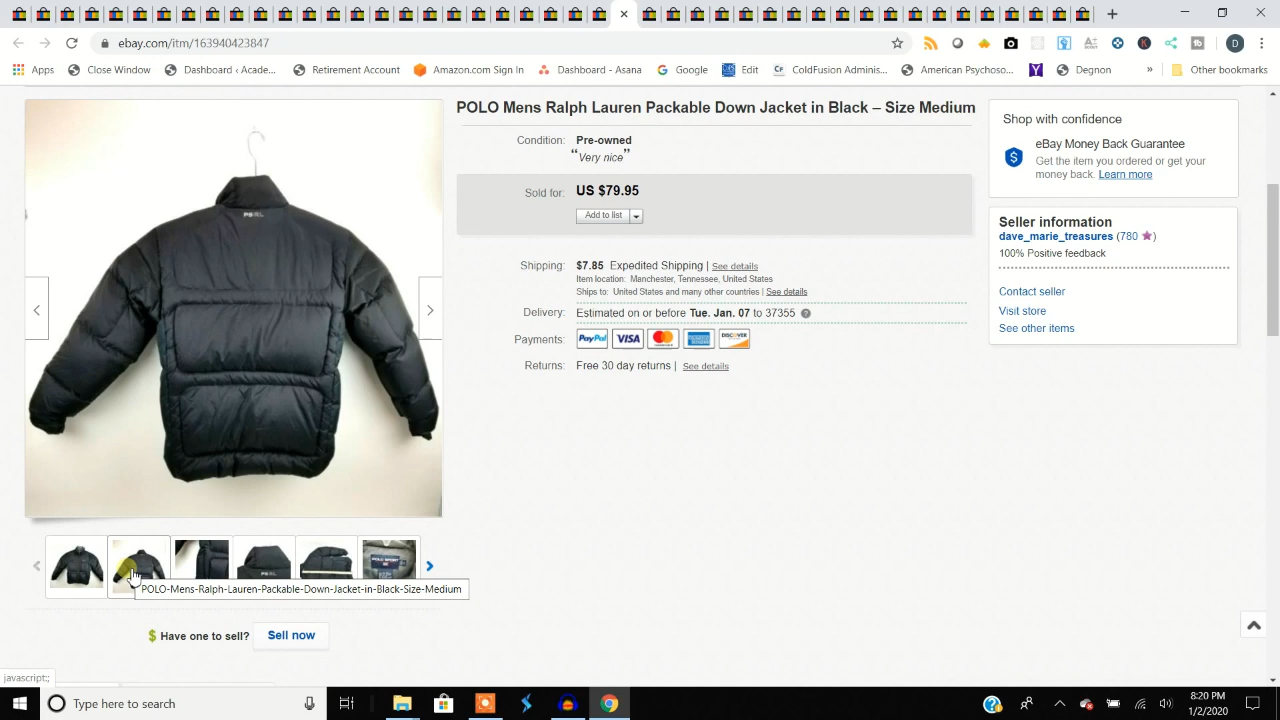 ebay.com/itm/163940423847
Apps Close Window Dashboard ‹ Acade... Retirement Account Amazon.com Sign In Dashboard - Asana Google Edit ColdFusion Adminis... American Psychoso... Degnon » Other bookmarks
POLO Mens Ralph Lauren Packable Down Jacket in Black – Size Medium
Condition: Pre-owned
“Very nice”
Sold for: US $79.95
Add to list
Shipping: $7.85 Expedited Shipping | See details
Item location: Manchester, Tennessee, United States
Ships to: United States and many other countries | See details
Delivery: Estimated on or before Tue. Jan. 07 to 37355
Payments: PayPal VISA MasterCard AMERICAN EXPRESS DISCOVER
Returns: Free 30 day returns | See details
Shop with confidence
eBay Money Back Guarantee
Get the item you ordered or get your
money back. Learn more
Seller information
dave_marie_treasures (780 )
100% Positive feedback
Contact seller
Visit store
See other items
POLO SPORT
POLO-Mens-Ralph-Lauren-Packable-Down-Jacket-in-Black-Size-Medium
$ Have one to sell? Sell now
javascript:;
Type here to search
8:20 PM
1/2/2020